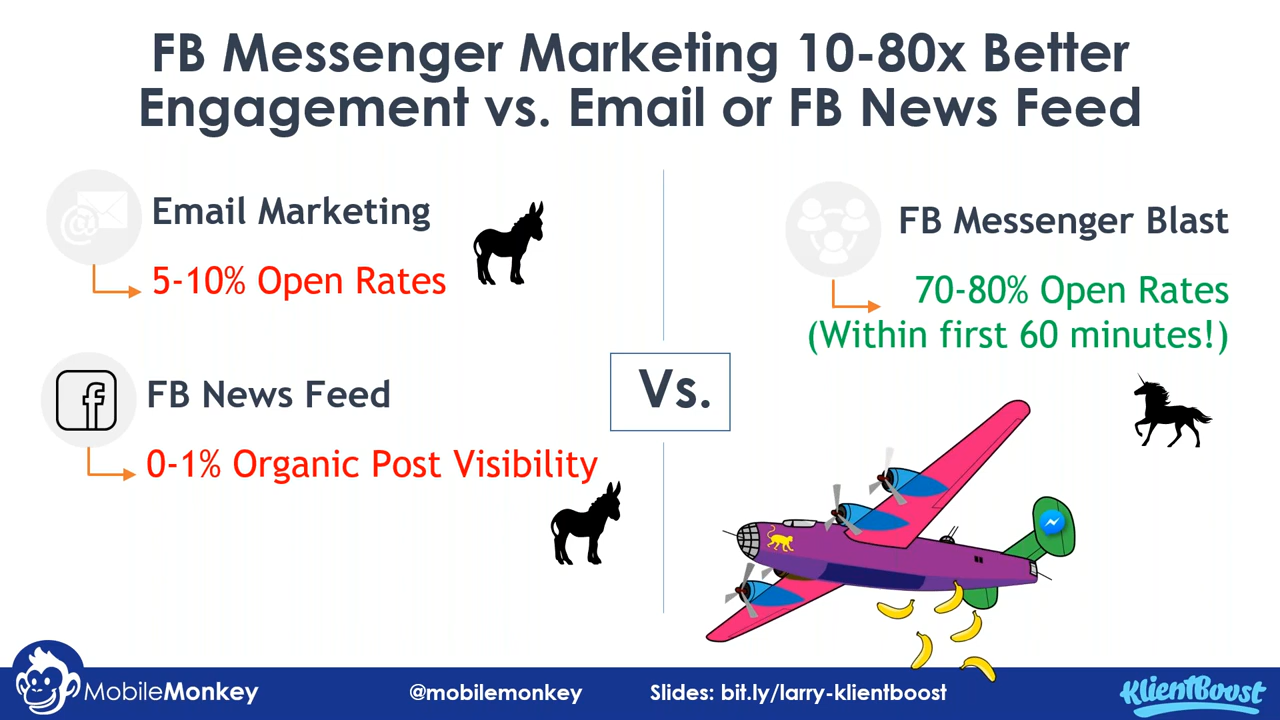 FB Messenger Marketing 10-80x Better
Engagement vs. Email or FB News Feed
Email Marketing
5-10% Open Rates
FB News Feed
0-1% Organic Post Visibility
Vs.
FB Messenger Blast
70-80% Open Rates
(Within first 60 minutes!)
MobileMonkey
@mobilemonkey
Slides: bit.ly/larry-klientboost
KlientBoost